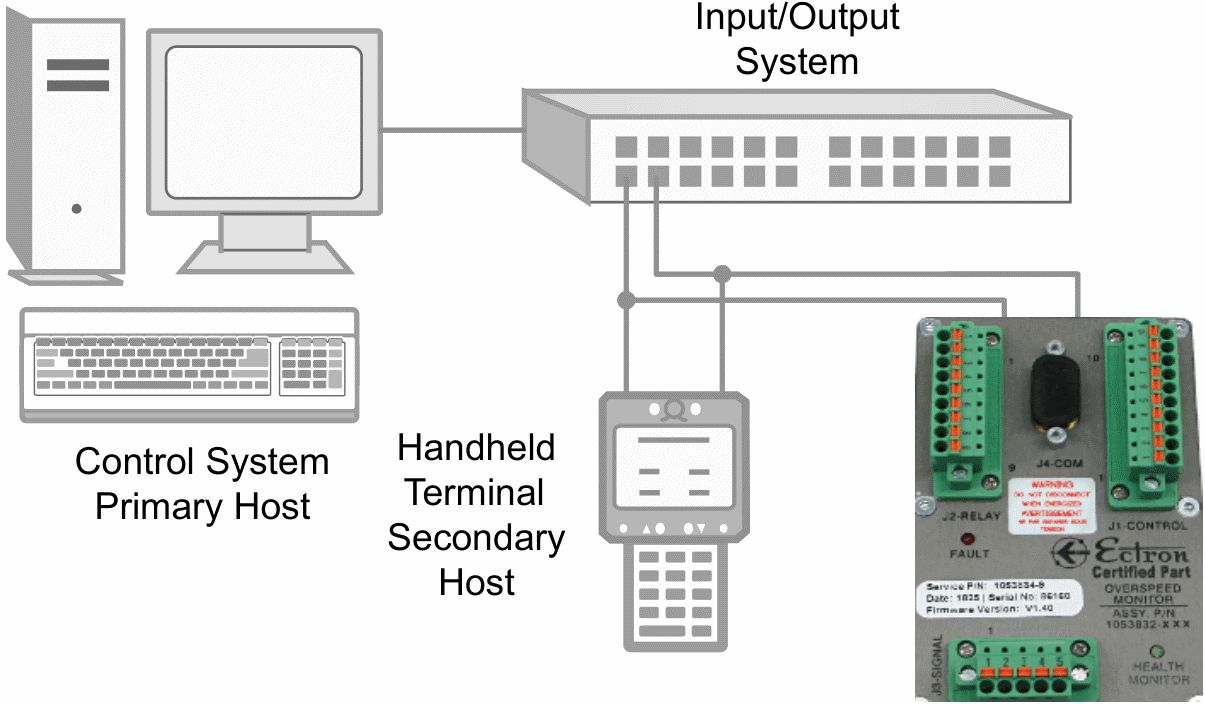 Input/Output
System
Control System
Primary Host
Handheld
Terminal
Secondary
Host
1
10
9
J4-COM
1
WARNING
DO NOT DISCONNECT
WHEN ENERGIZED
AVERTISSEMENT
NE PAS SEPARER SOUS
TENSION
J2-RELAY
J1-CONTROL
FAULT
Ectron
Certified Part
Service P/N: 1053834-9
Date: 1835 | Serial No: 86160
Firmware Version: V1.40
OVERSPEED
MONITOR
ASSY. P/N
1053832-XXX
1
J3-SIGNAL
1 2 3 4 5
HEALTH
MONITOR